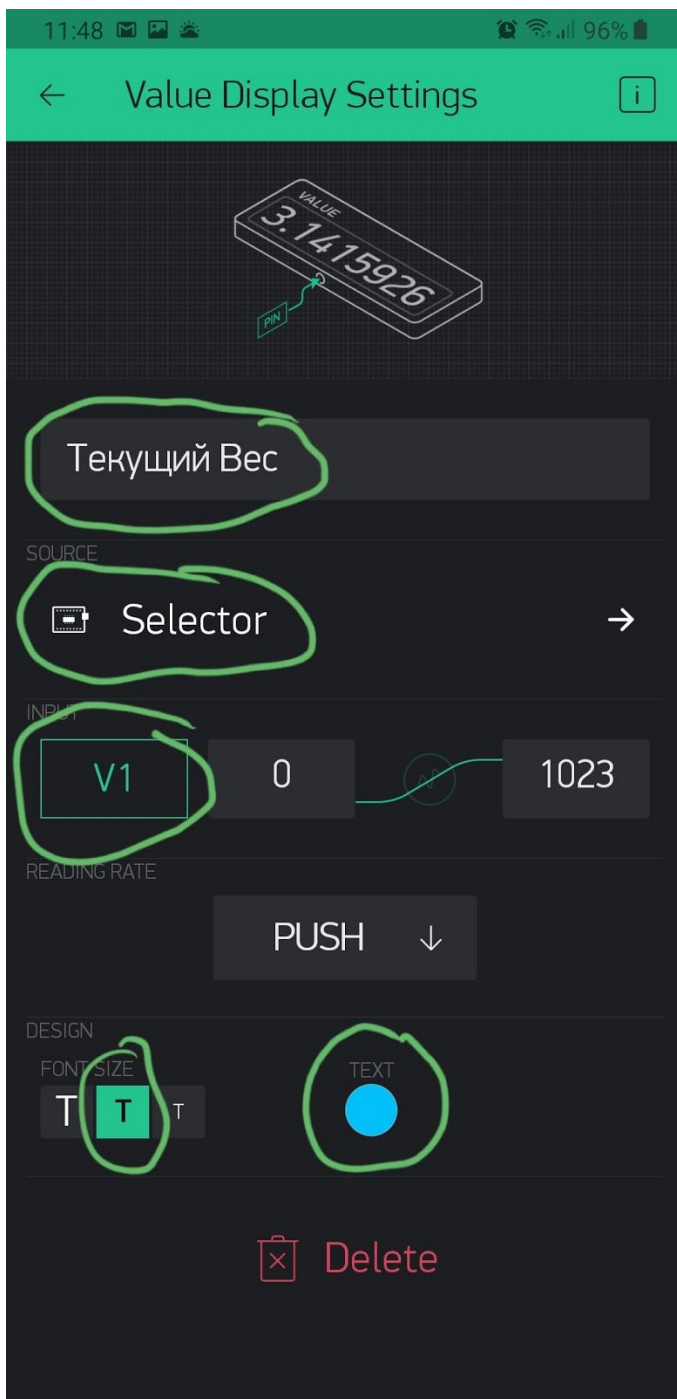 11:48 96%
Value Display Settings i
VALUE
3.1415926
PIN
Текущий Вес
SOURCE
Selector
INPUT
V1 0 1023
READING RATE
PUSH
DESIGN
FONT SIZE TEXT
T T T
Delete